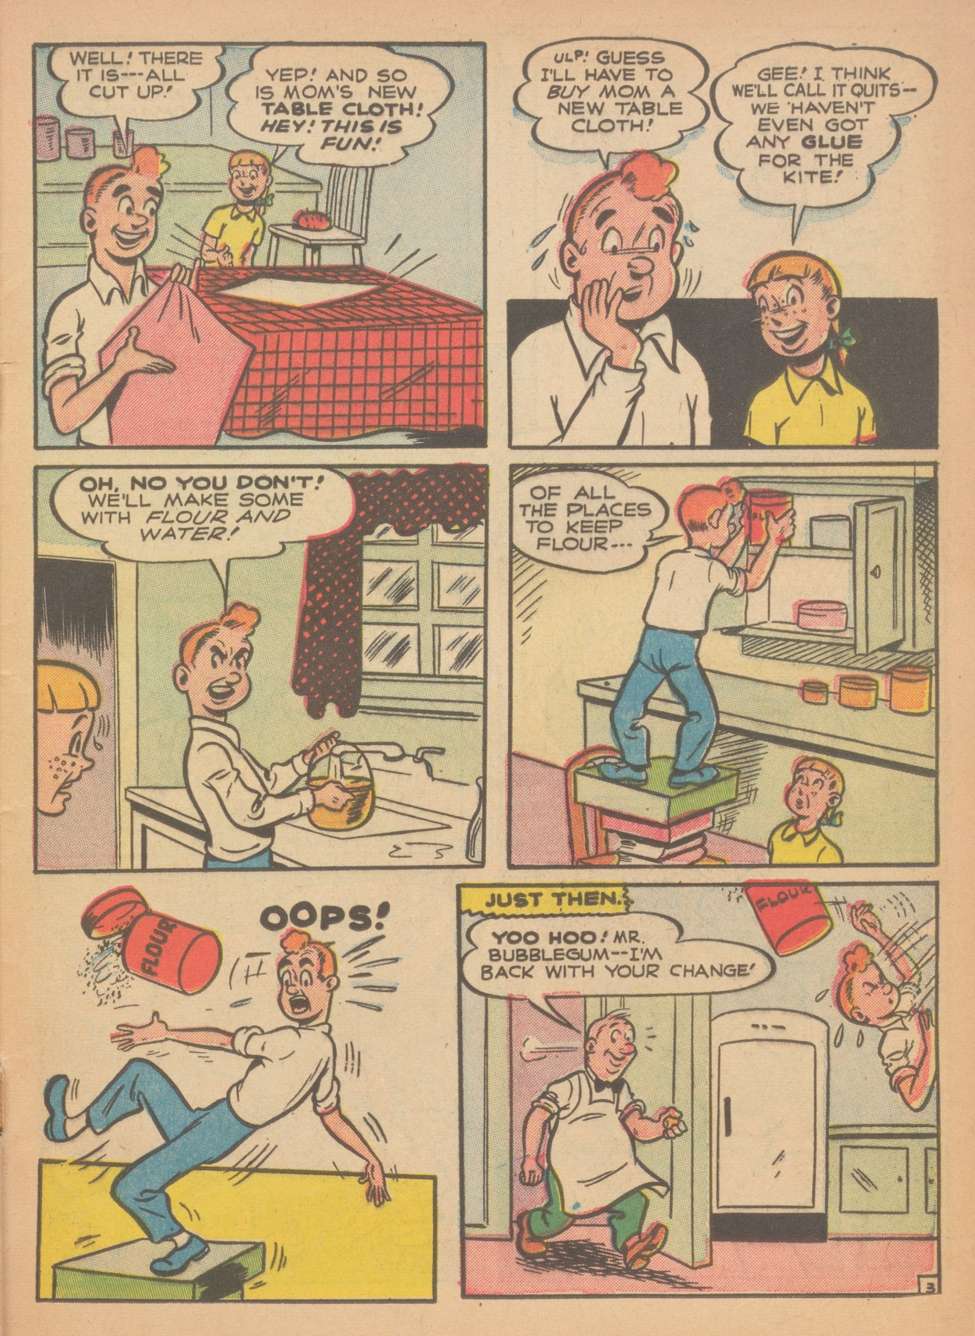 WELL! THERE
IT IS---ALL
CUT UP!
YEP! AND SO
IS MOM'S NEW
TABLE CLOTH!
HEY! THIS IS
FUN!
ULP! GUESS
I'LL HAVE TO
BUY MOM A
NEW TABLE
CLOTH!
GEE! I THINK
WE'LL CALL IT QUITS--
WE HAVEN'T
EVEN GOT
ANY GLUE
FOR THE
KITE!
OH, NO YOU DON'T!
WE'LL MAKE SOME
WITH FLOUR AND
WATER!
OF ALL
THE PLACES
TO KEEP
FLOUR---
OOPS!
FLOUR
JUST THEN.
YOO HOO! MR.
BUBBLEGUM--I'M
BACK WITH YOUR CHANGE!
FLOUR
3